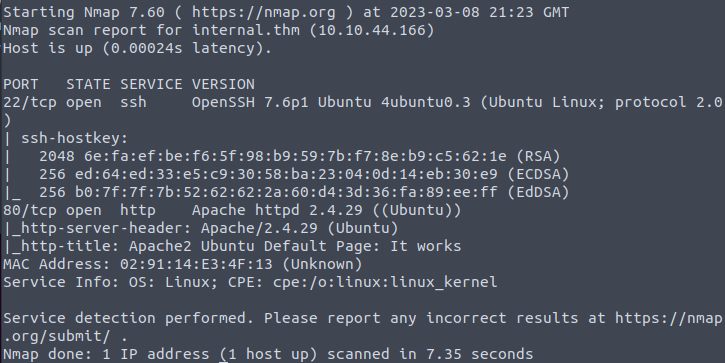 Starting Nmap 7.60 ( https://nmap.org ) at 2023-03-08 21:23 GMT
Nmap scan report for internal.thm (10.10.44.166)
Host is up (0.00024s latency).

PORT   STATE SERVICE VERSION
22/tcp open  ssh     OpenSSH 7.6p1 Ubuntu 4ubuntu0.3 (Ubuntu Linux; protocol 2.0
)
| ssh-hostkey:
|   2048 6e:fa:ef:be:f6:5f:98:b9:59:7b:f7:8e:b9:c5:62:1e (RSA)
|   256 ed:64:ed:33:e5:c9:30:58:ba:23:04:0d:14:eb:30:e9 (ECDSA)
|_  256 b0:7f:7f:7b:52:62:62:2a:60:d4:3d:36:fa:89:ee:ff (EdDSA)
80/tcp open  http    Apache httpd 2.4.29 ((Ubuntu))
|_http-server-header: Apache/2.4.29 (Ubuntu)
|_http-title: Apache2 Ubuntu Default Page: It works
MAC Address: 02:91:14:E3:4F:13 (Unknown)
Service Info: OS: Linux; CPE: cpe:/o:linux:linux_kernel

Service detection performed. Please report any incorrect results at https://nmap
.org/submit/ .
Nmap done: 1 IP address (1 host up) scanned in 7.35 seconds